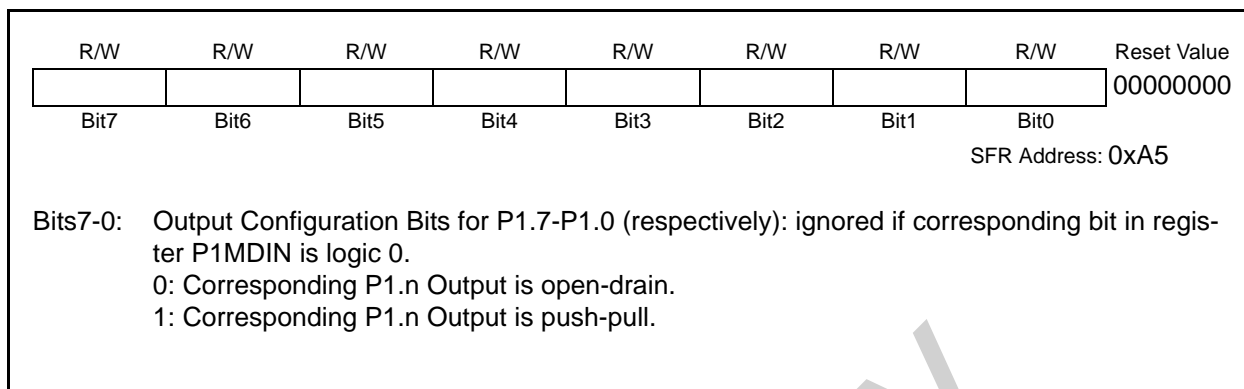 R/W R/W R/W R/W R/W R/W R/W R/W Reset Value
00000000
Bit7 Bit6 Bit5 Bit4 Bit3 Bit2 Bit1 Bit0
SFR Address: 0xA5
Bits7-0: Output Configuration Bits for P1.7-P1.0 (respectively): ignored if corresponding bit in regis-
ter P1MDIN is logic 0.
0: Corresponding P1.n Output is open-drain.
1: Corresponding P1.n Output is push-pull.